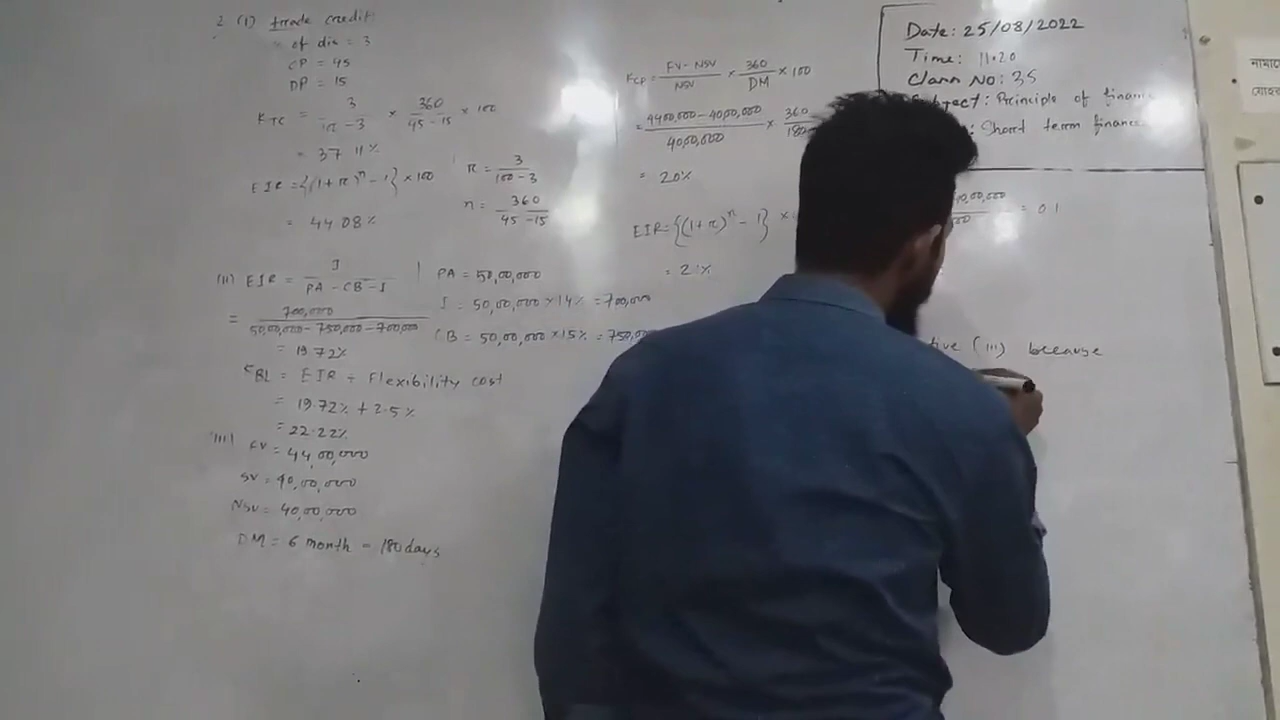 2 (1) trade credit
% of dis = 3
CP = 45
DP = 15
KTC = 3/100-3 × 360/45-15 × 100
= 37 11%
EIR = {(1+r)^n - 1} × 100
r = 3/100-3
= 44 08%
n = 360/45-15
(II) EIR = I/PA - CB - I
PA = 50,00,000
= 700,000/50,00,000 - 750,000 - 700,000
I = 50,00,000 × 14% = 700,000
= 19 72%
CB = 50,00,000 × 15% = 750,000
KBL = EIR + Flexibility cost
= 19.72% + 2.5%
= 22.22%
(III) FV = 44,00,000
SV = 40,00,000
NSV = 40,00,000
DM = 6 month = 180 days
KCP = FV - NSV/NSV × 360/DM × 100
= 4400,000 - 4000,000/40,00,000 × 360/180
= 20%
EIR = {(1+r)^n - 1} ×
= 21%
= 0 1
(III) because
Date: 25/08/2022
Time: 11.20
Class No: 35
Subject: Principle of finance
: Short term finance